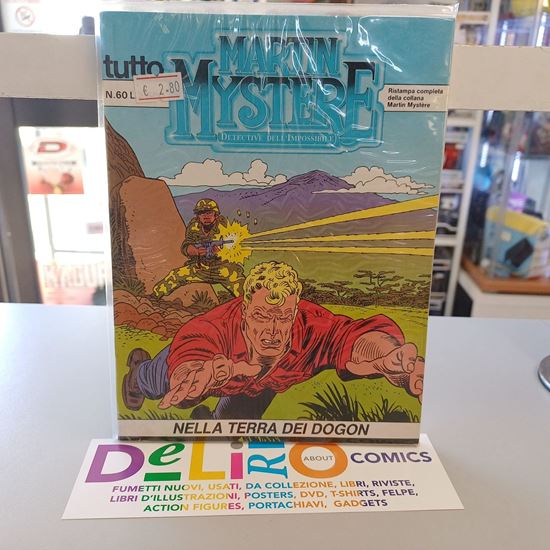 tutto
MARTIN
MYSTÈRE
DETECTIVE DELL'IMPOSSIBILE
N.60 L
€ 2.80
Ristampa completa
della collana
Martin Mystère
NELLA TERRA DEI DOGON
DeLiRiO
ABOUT
COMICS
FUMETTI NUOVI, USATI, DA COLLEZIONE, LIBRI, RIVISTE,
LIBRI D'ILLUSTRAZIONI, POSTERS, DVD, T-SHIRTS, FELPE,
ACTION FIGURES, PORTACHIAVI, GADGETS